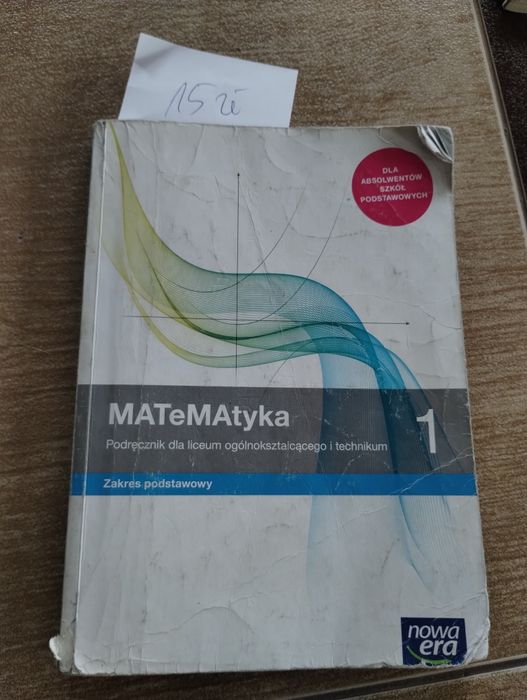 15 zł
DLA
ABSOLWENTÓW
SZKÓŁ
PODSTAWOWYCH
MATeMAtyka
1
Podręcznik dla liceum ogólnokształcącego i technikum
Zakres podstawowy
nowa
era